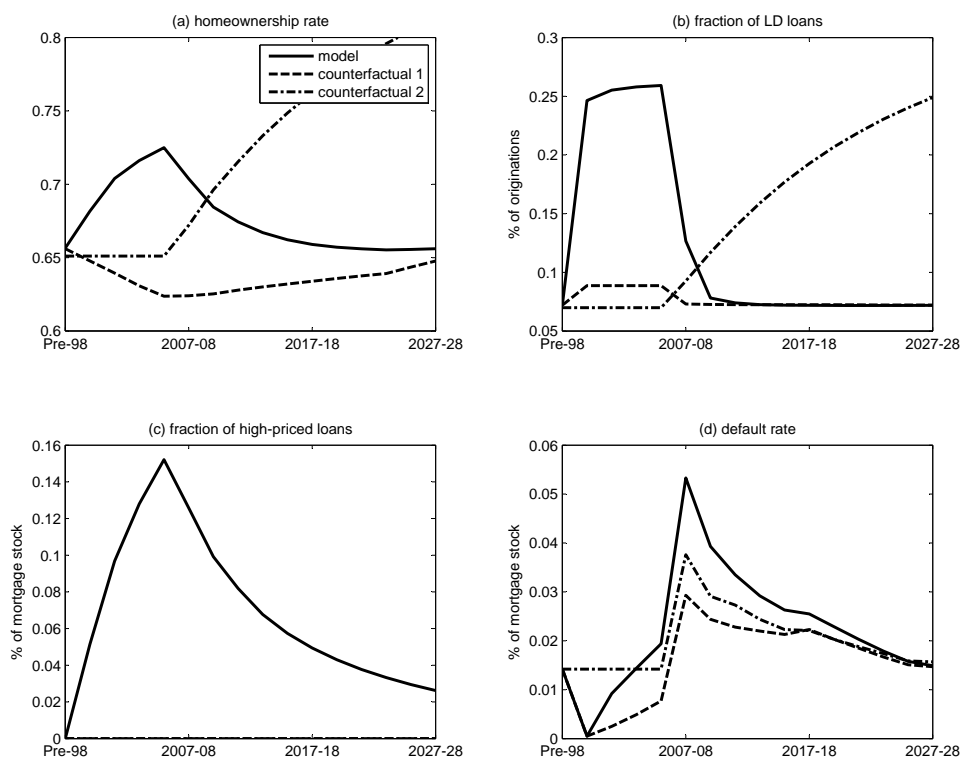 (a) homeownership rate
0.8
0.75
0.7
0.65
0.6
Pre-98 2007-08 2017-18 2027-28
model
counterfactual 1
counterfactual 2
(b) fraction of LD loans
% of originations
0.3
0.25
0.2
0.15
0.1
0.05
Pre-98 2007-08 2017-18 2027-28
(c) fraction of high-priced loans
% of mortgage stock
0.16
0.14
0.12
0.1
0.08
0.06
0.04
0.02
0
Pre-98 2007-08 2017-18 2027-28
(d) default rate
% of mortgage stock
0.06
0.05
0.04
0.03
0.02
0.01
0
Pre-98 2007-08 2017-18 2027-28